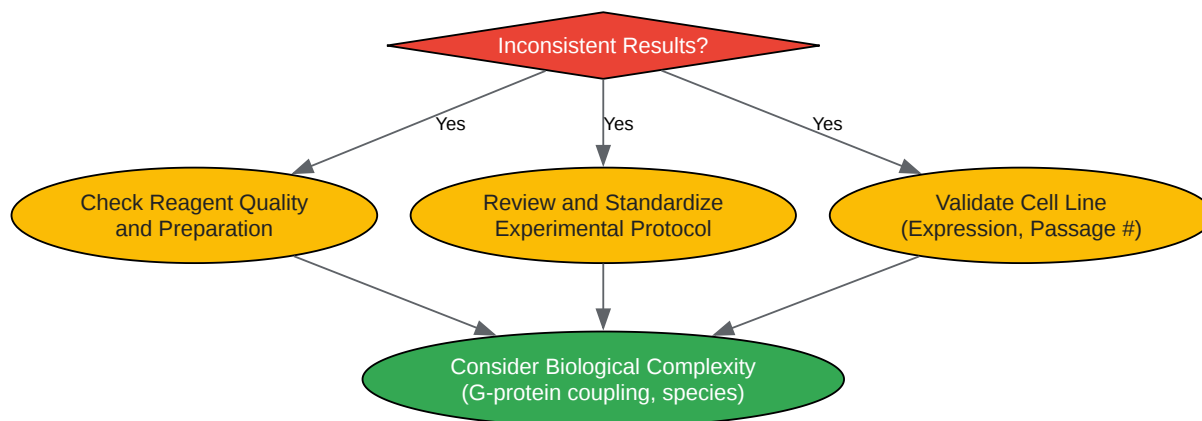 Inconsistent Results?
Yes
Yes
Yes
Check Reagent Quality
and Preparation
Review and Standardize
Experimental Protocol
Validate Cell Line
(Expression, Passage #)
Consider Biological Complexity
(G-protein coupling, species)